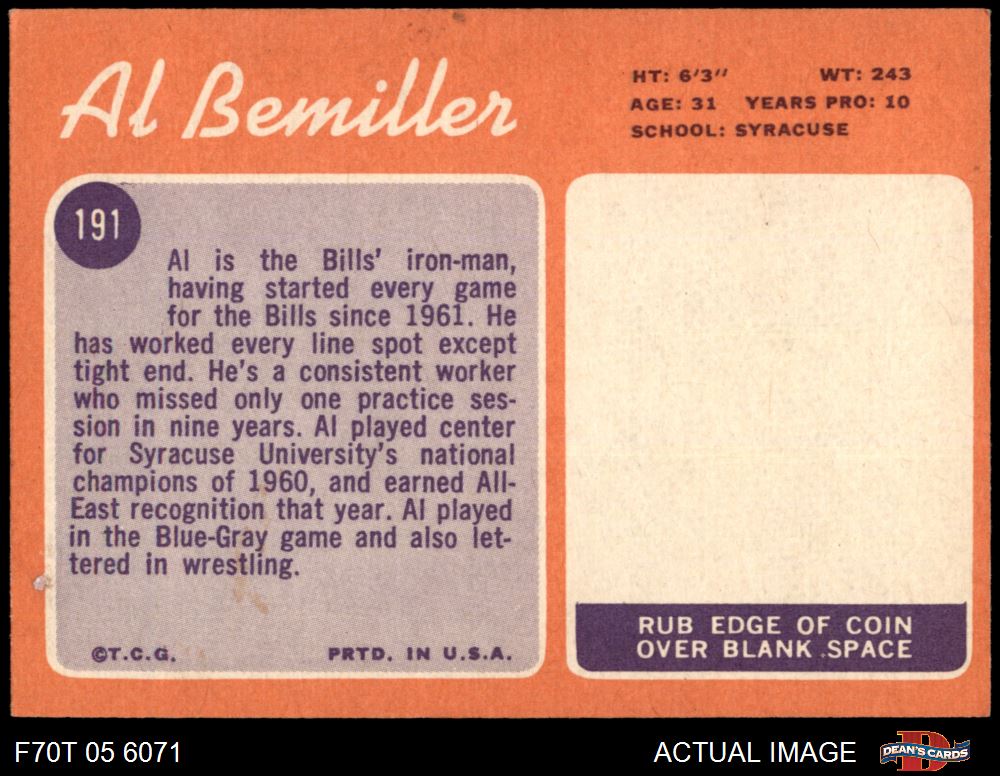 Al Bemiller
HT: 6'3" WT: 243
AGE: 31 YEARS PRO: 10
SCHOOL: SYRACUSE
191
Al is the Bills' iron-man,
having started every game
for the Bills since 1961. He
has worked every line spot except
tight end. He's a consistent worker
who missed only one practice ses-
sion in nine years. Al played center
for Syracuse University's national
champions of 1960, and earned All-
East recognition that year. Al played
in the Blue-Gray game and also let-
tered in wrestling.
©T.C.G. PRTD. IN U.S.A.
RUB EDGE OF COIN
OVER BLANK SPACE
F70T 05 6071
ACTUAL IMAGE
DEAN'S CARDS